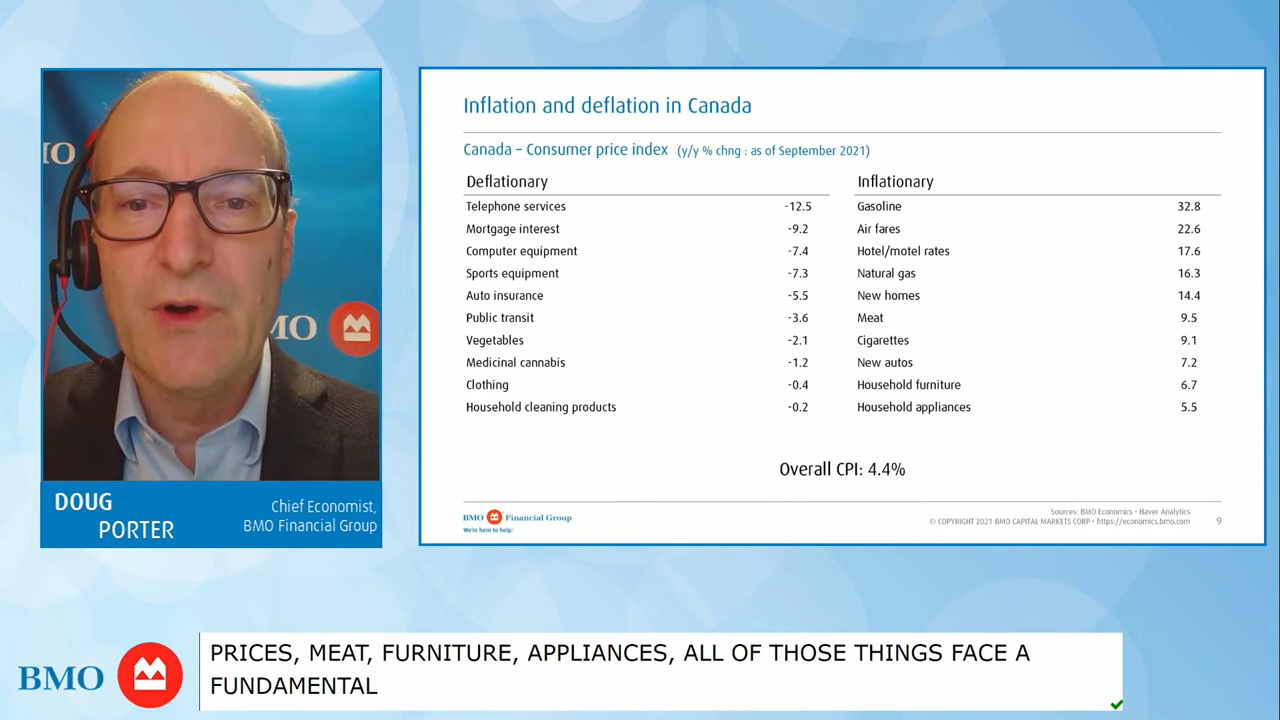 IO
MO
DOUG
PORTER
Chief Economist,
BMO Financial Group
Inflation and deflation in Canada
Canada – Consumer price index (y/y % chng : as of September 2021)
Deflationary Inflationary
Telephone services -12.5 Gasoline 32.8
Mortgage interest -9.2 Air fares 22.6
Computer equipment -7.4 Hotel/motel rates 17.6
Sports equipment -7.3 Natural gas 16.3
Auto insurance -5.5 New homes 14.4
Public transit -3.6 Meat 9.5
Vegetables -2.1 Cigarettes 9.1
Medicinal cannabis -1.2 New autos 7.2
Clothing -0.4 Household furniture 6.7
Household cleaning products -0.2 Household appliances 5.5
Overall CPI: 4.4%
BMO Financial Group
We're here to help.
Sources: BMO Economics • Haver Analytics
© COPYRIGHT 2021 BMO CAPITAL MARKETS CORP • https://economics.bmo.com 9
BMO
PRICES, MEAT, FURNITURE, APPLIANCES, ALL OF THOSE THINGS FACE A
FUNDAMENTAL